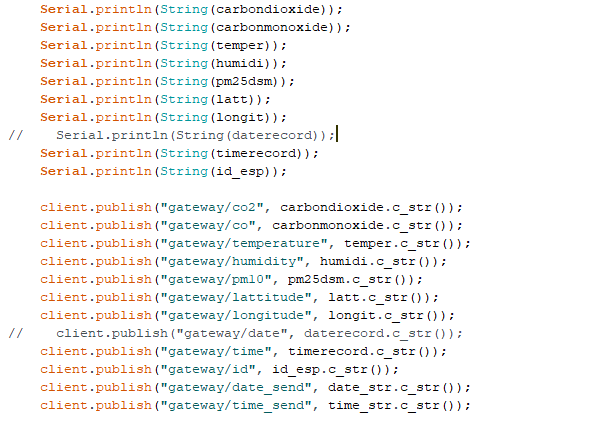 Serial.println(String(carbondioxide));
Serial.println(String(carbonmonoxide));
Serial.println(String(temper));
Serial.println(String(humidi));
Serial.println(String(pm25dsm));
Serial.println(String(latt));
Serial.println(String(longit));
//    Serial.println(String(daterecord));
Serial.println(String(timerecord));
Serial.println(String(id_esp));

client.publish("gateway/co2", carbondioxide.c_str());
client.publish("gateway/co", carbonmonoxide.c_str());
client.publish("gateway/temperature", temper.c_str());
client.publish("gateway/humidity", humidi.c_str());
client.publish("gateway/pm10", pm25dsm.c_str());
client.publish("gateway/lattitude", latt.c_str());
client.publish("gateway/longitude", longit.c_str());
//    client.publish("gateway/date", daterecord.c_str());
client.publish("gateway/time", timerecord.c_str());
client.publish("gateway/id", id_esp.c_str());
client.publish("gateway/date_send", date_str.c_str());
client.publish("gateway/time_send", time_str.c_str());